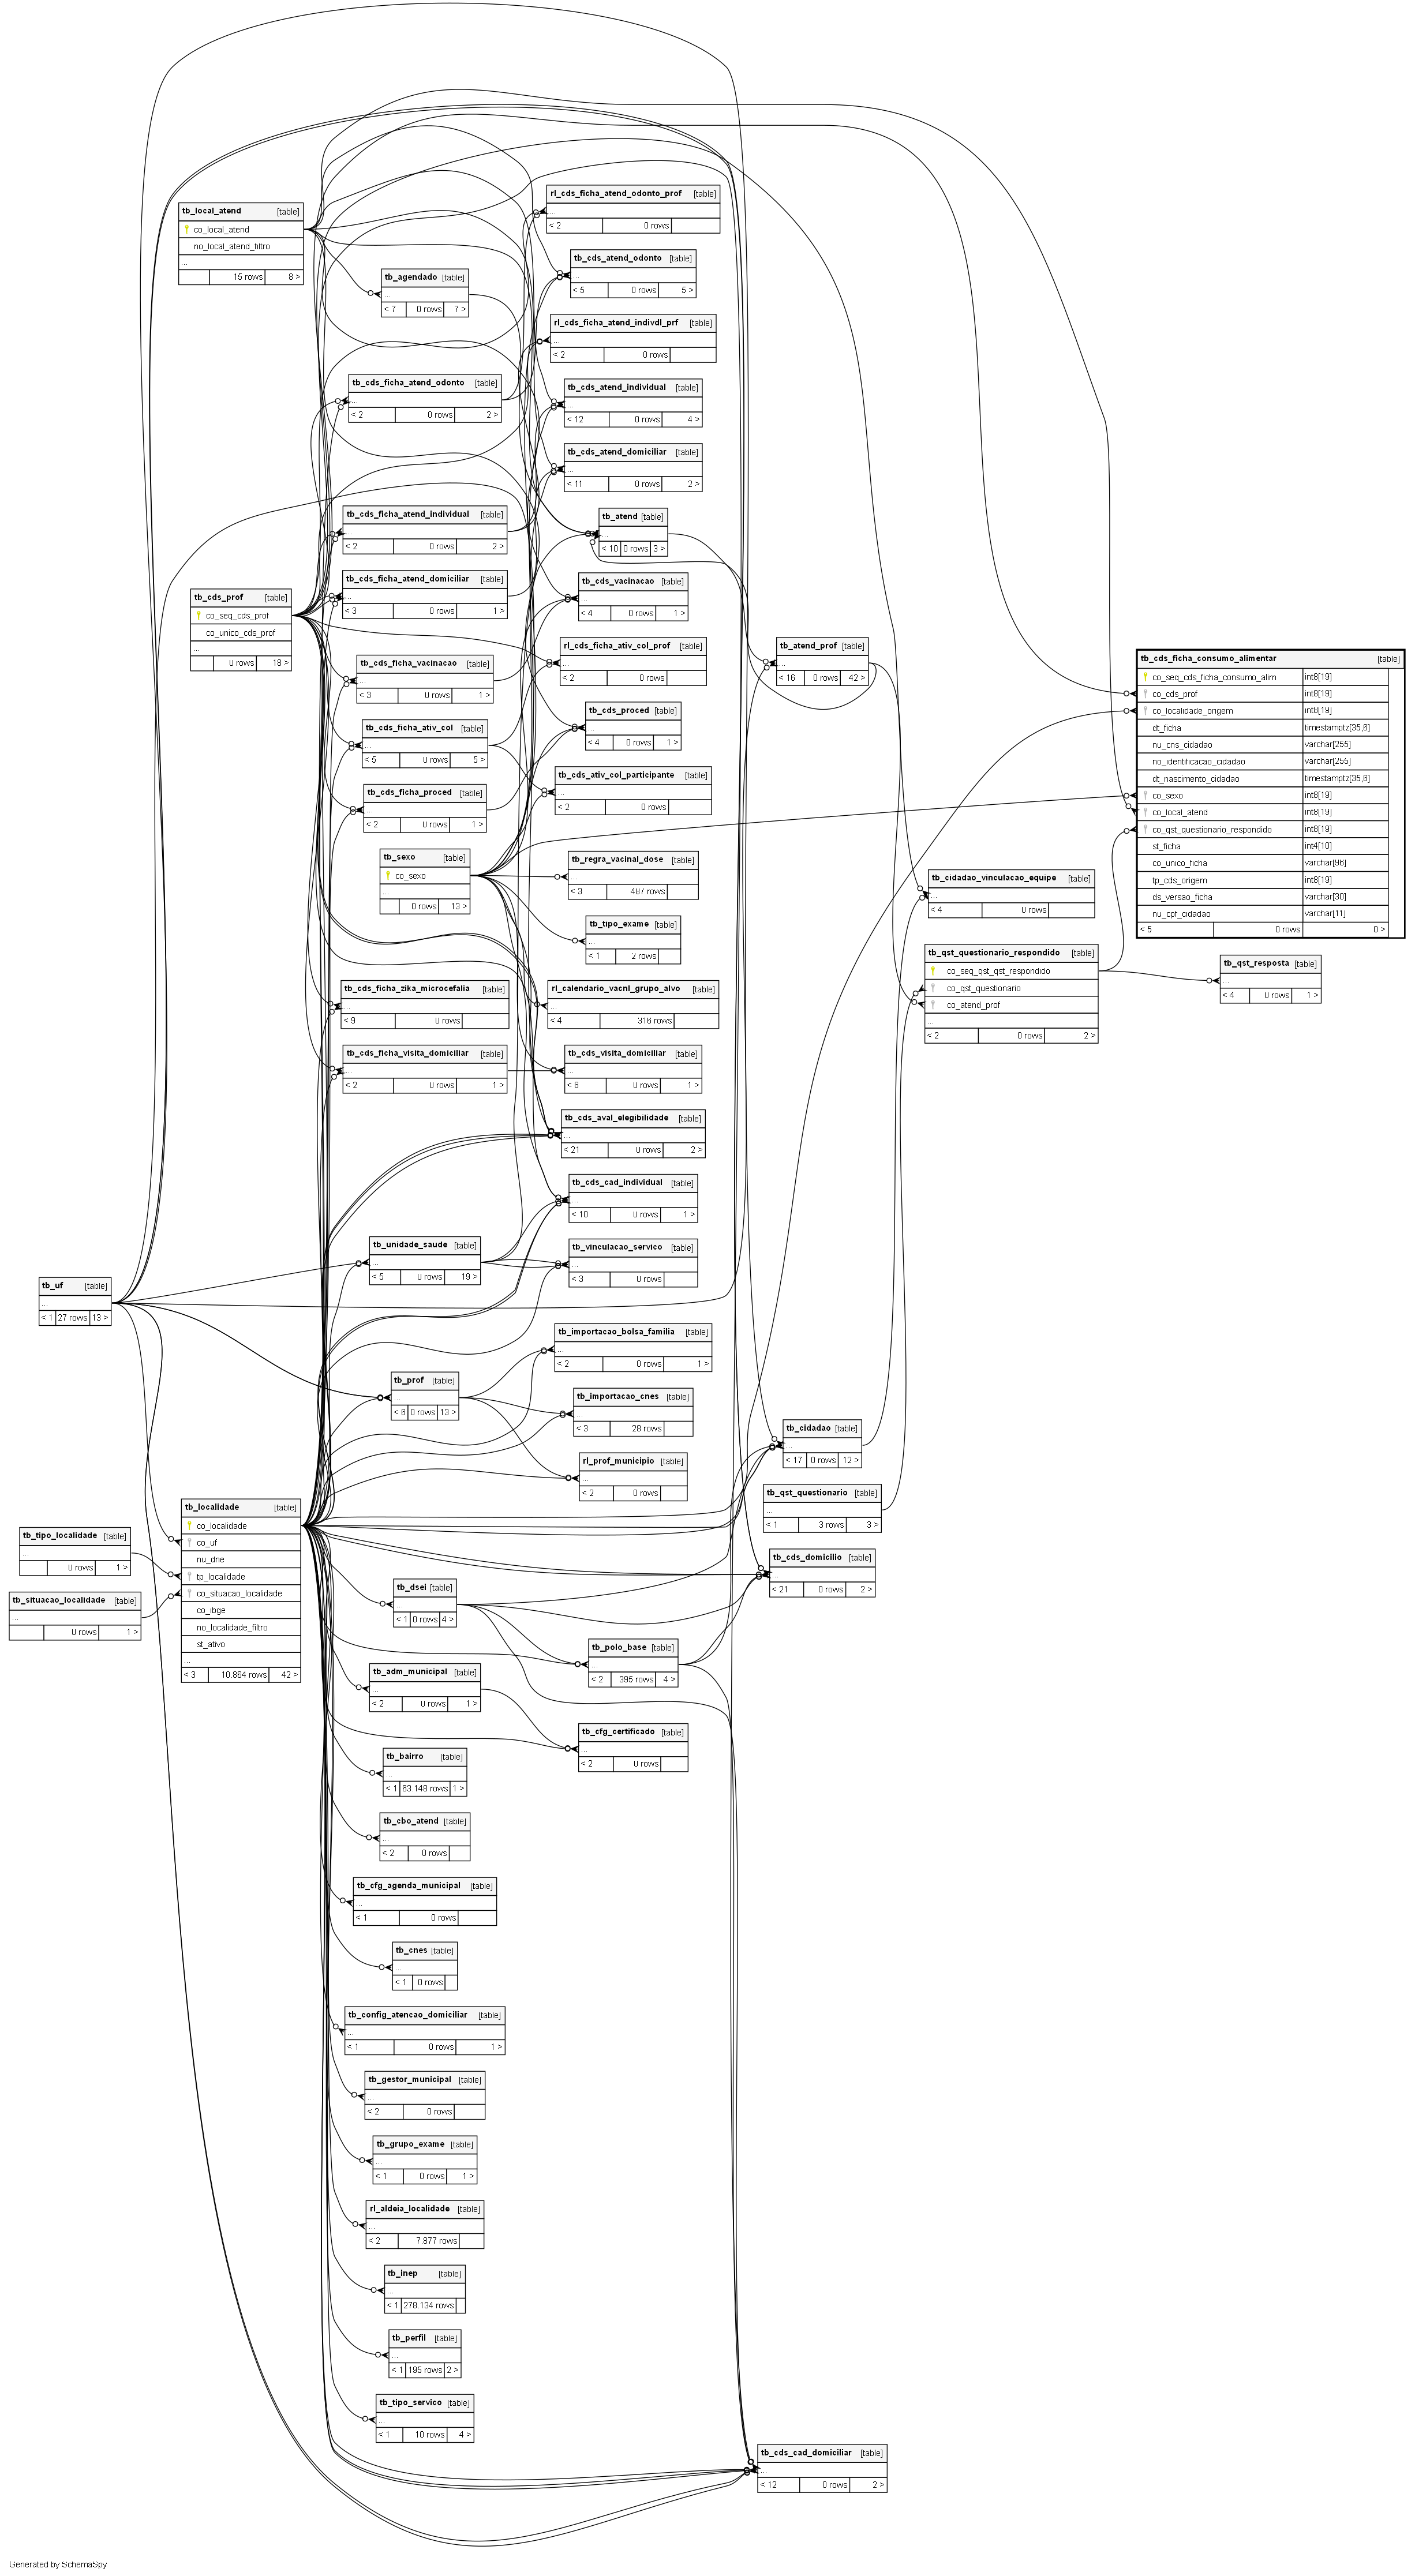 tb_local_atend [table]
co_local_atend
no_local_atend_filtro
...
15 rows 8 >
rl_cds_ficha_atend_odonto_prof [table]
...
< 2 0 rows
tb_cds_atend_odonto [table]
...
< 5 0 rows 5 >
tb_agendado [table]
...
< 7 0 rows 7 >
rl_cds_ficha_atend_indivdl_prf [table]
...
< 2 0 rows
tb_cds_ficha_atend_odonto [table]
...
< 2 0 rows 2 >
tb_cds_atend_individual [table]
...
< 12 0 rows 4 >
tb_cds_atend_domiciliar [table]
...
< 11 0 rows 2 >
tb_cds_ficha_atend_individual [table]
...
< 2 0 rows 2 >
tb_atend [table]
...
< 10 0 rows 3 >
tb_cds_ficha_atend_domiciliar [table]
...
< 3 0 rows 1 >
tb_cds_vacinacao [table]
...
< 4 0 rows 1 >
tb_cds_prof [table]
co_seq_cds_prof
co_unico_cds_prof
...
0 rows 18 >
rl_cds_ficha_ativ_col_prof [table]
...
< 2 0 rows
tb_atend_prof [table]
...
< 16 0 rows 42 >
tb_cds_ficha_consumo_alimentar [table]
co_seq_cds_ficha_consumo_alim int8[19]
co_cds_prof int8[19]
co_localidade_origem int8[19]
dt_ficha timestamptz[35,6]
nu_cns_cidadao varchar[255]
no_identificacao_cidadao varchar[255]
dt_nascimento_cidadao timestamptz[35,6]
co_sexo int8[19]
co_local_atend int8[19]
co_qst_questionario_respondido int8[19]
st_ficha int4[10]
co_unico_ficha varchar[96]
tp_cds_origem int8[19]
ds_versao_ficha varchar[30]
nu_cpf_cidadao varchar[11]
< 5 0 rows 0 >
tb_cds_ficha_vacinacao [table]
...
< 3 0 rows 1 >
tb_cds_proced [table]
...
< 4 0 rows 1 >
tb_cds_ficha_ativ_col [table]
...
< 5 0 rows 5 >
tb_cds_ativ_col_participante [table]
...
< 2 0 rows
tb_cds_ficha_proced [table]
...
< 2 0 rows 1 >
tb_sexo [table]
co_sexo
...
0 rows 13 >
tb_regra_vacinal_dose [table]
...
< 3 487 rows
tb_cidadao_vinculacao_equipe [table]
...
< 4 0 rows
tb_tipo_exame [table]
...
< 1 2 rows
tb_qst_questionario_respondido [table]
co_seq_qst_qst_respondido
co_qst_questionario
co_atend_prof
...
< 2 0 rows 2 >
tb_qst_resposta [table]
...
< 4 0 rows 1 >
tb_cds_ficha_zika_microcefalia [table]
...
< 9 0 rows
rl_calendario_vacnl_grupo_alvo [table]
...
< 4 316 rows
tb_cds_ficha_visita_domiciliar [table]
...
< 2 0 rows 1 >
tb_cds_visita_domiciliar [table]
...
< 6 0 rows 1 >
tb_cds_aval_elegibilidade [table]
...
< 21 0 rows 2 >
tb_cds_cad_individual [table]
...
< 10 0 rows 1 >
tb_unidade_saude [table]
...
< 5 0 rows 19 >
tb_vinculacao_servico [table]
...
< 3 0 rows
tb_uf [table]
...
< 1 27 rows 13 >
tb_importacao_bolsa_familia [table]
...
< 2 0 rows 1 >
tb_prof [table]
...
< 6 0 rows 13 >
tb_importacao_cnes [table]
...
< 3 28 rows
tb_cidadao [table]
...
< 17 0 rows 12 >
rl_prof_municipio [table]
...
< 2 0 rows
tb_qst_questionario [table]
...
< 1 3 rows 3 >
tb_localidade [table]
co_localidade
co_uf
nu_dne
tp_localidade
co_situacao_localidade
co_ibge
no_localidade_filtro
st_ativo
...
< 3 10.864 rows 42 >
tb_tipo_localidade [table]
...
0 rows 1 >
tb_situacao_localidade [table]
...
0 rows 1 >
tb_cds_domicilio [table]
...
< 21 0 rows 2 >
tb_dsei [table]
...
< 1 0 rows 4 >
tb_polo_base [table]
...
< 2 395 rows 4 >
tb_adm_municipal [table]
...
< 2 0 rows 1 >
tb_cfg_certificado [table]
...
< 2 0 rows
tb_bairro [table]
...
< 1 63.148 rows 1 >
tb_cbo_atend [table]
...
< 2 0 rows
tb_cfg_agenda_municipal [table]
...
< 1 0 rows
tb_cnes [table]
...
< 1 0 rows
tb_config_atencao_domiciliar [table]
...
< 1 0 rows 1 >
tb_gestor_municipal [table]
...
< 2 0 rows
tb_grupo_exame [table]
...
< 1 0 rows 1 >
rl_aldeia_localidade [table]
...
< 2 7.877 rows
tb_inep [table]
...
< 1 278.134 rows
tb_perfil [table]
...
< 1 195 rows 2 >
tb_tipo_servico [table]
...
< 1 10 rows 4 >
tb_cds_cad_domiciliar [table]
...
< 12 0 rows 2 >
Generated by SchemaSpy